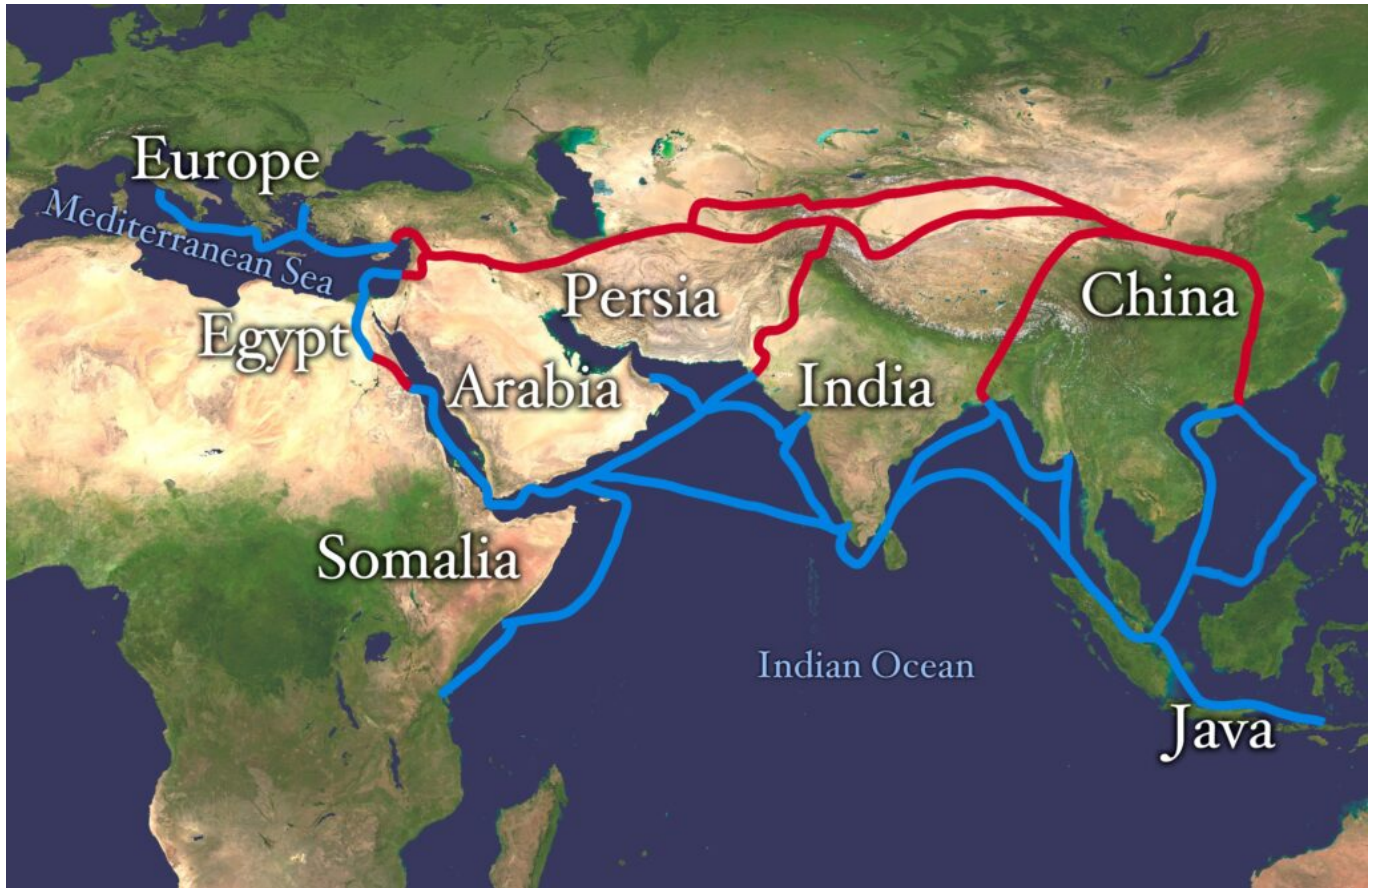 Europe
Mediterranean Sea
Egypt
Persia
China
Arabia
India
Somalia
Indian Ocean
Java